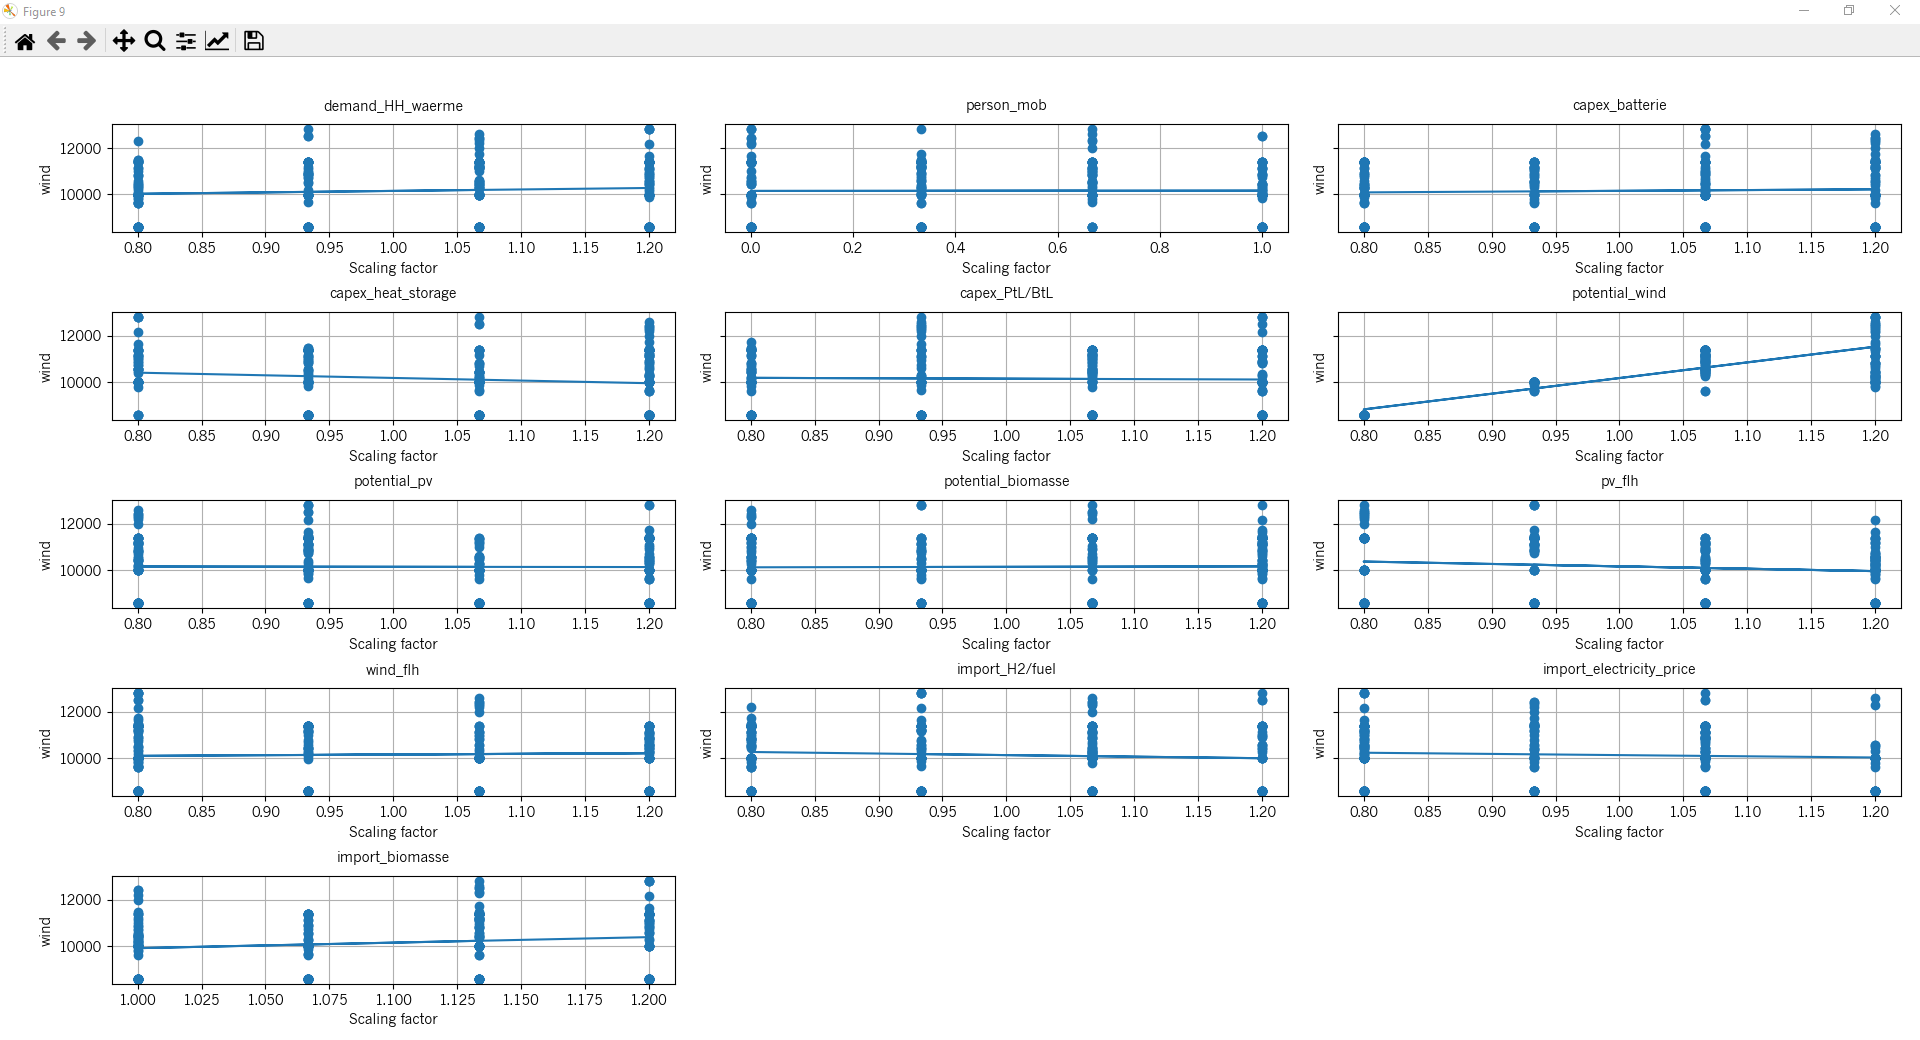 Figure 9
demand_HH_waerme
person_mob
capex_batterie
12000
10000
wind
wind
wind
0.80 0.85 0.90 0.95 1.00 1.05 1.10 1.15 1.20
0.0 0.2 0.4 0.6 0.8 1.0
0.80 0.85 0.90 0.95 1.00 1.05 1.10 1.15 1.20
Scaling factor
Scaling factor
Scaling factor
capex_heat_storage
capex_PtL/BtL
potential_wind
12000
10000
wind
wind
wind
0.80 0.85 0.90 0.95 1.00 1.05 1.10 1.15 1.20
0.80 0.85 0.90 0.95 1.00 1.05 1.10 1.15 1.20
0.80 0.85 0.90 0.95 1.00 1.05 1.10 1.15 1.20
Scaling factor
Scaling factor
Scaling factor
potential_pv
potential_biomasse
pv_flh
12000
10000
wind
wind
wind
0.80 0.85 0.90 0.95 1.00 1.05 1.10 1.15 1.20
0.80 0.85 0.90 0.95 1.00 1.05 1.10 1.15 1.20
0.80 0.85 0.90 0.95 1.00 1.05 1.10 1.15 1.20
Scaling factor
Scaling factor
Scaling factor
wind_flh
import_H2/fuel
import_electricity_price
12000
10000
wind
wind
wind
0.80 0.85 0.90 0.95 1.00 1.05 1.10 1.15 1.20
0.80 0.85 0.90 0.95 1.00 1.05 1.10 1.15 1.20
0.80 0.85 0.90 0.95 1.00 1.05 1.10 1.15 1.20
Scaling factor
Scaling factor
Scaling factor
import_biomasse
12000
10000
wind
1.000 1.025 1.050 1.075 1.100 1.125 1.150 1.175 1.200
Scaling factor